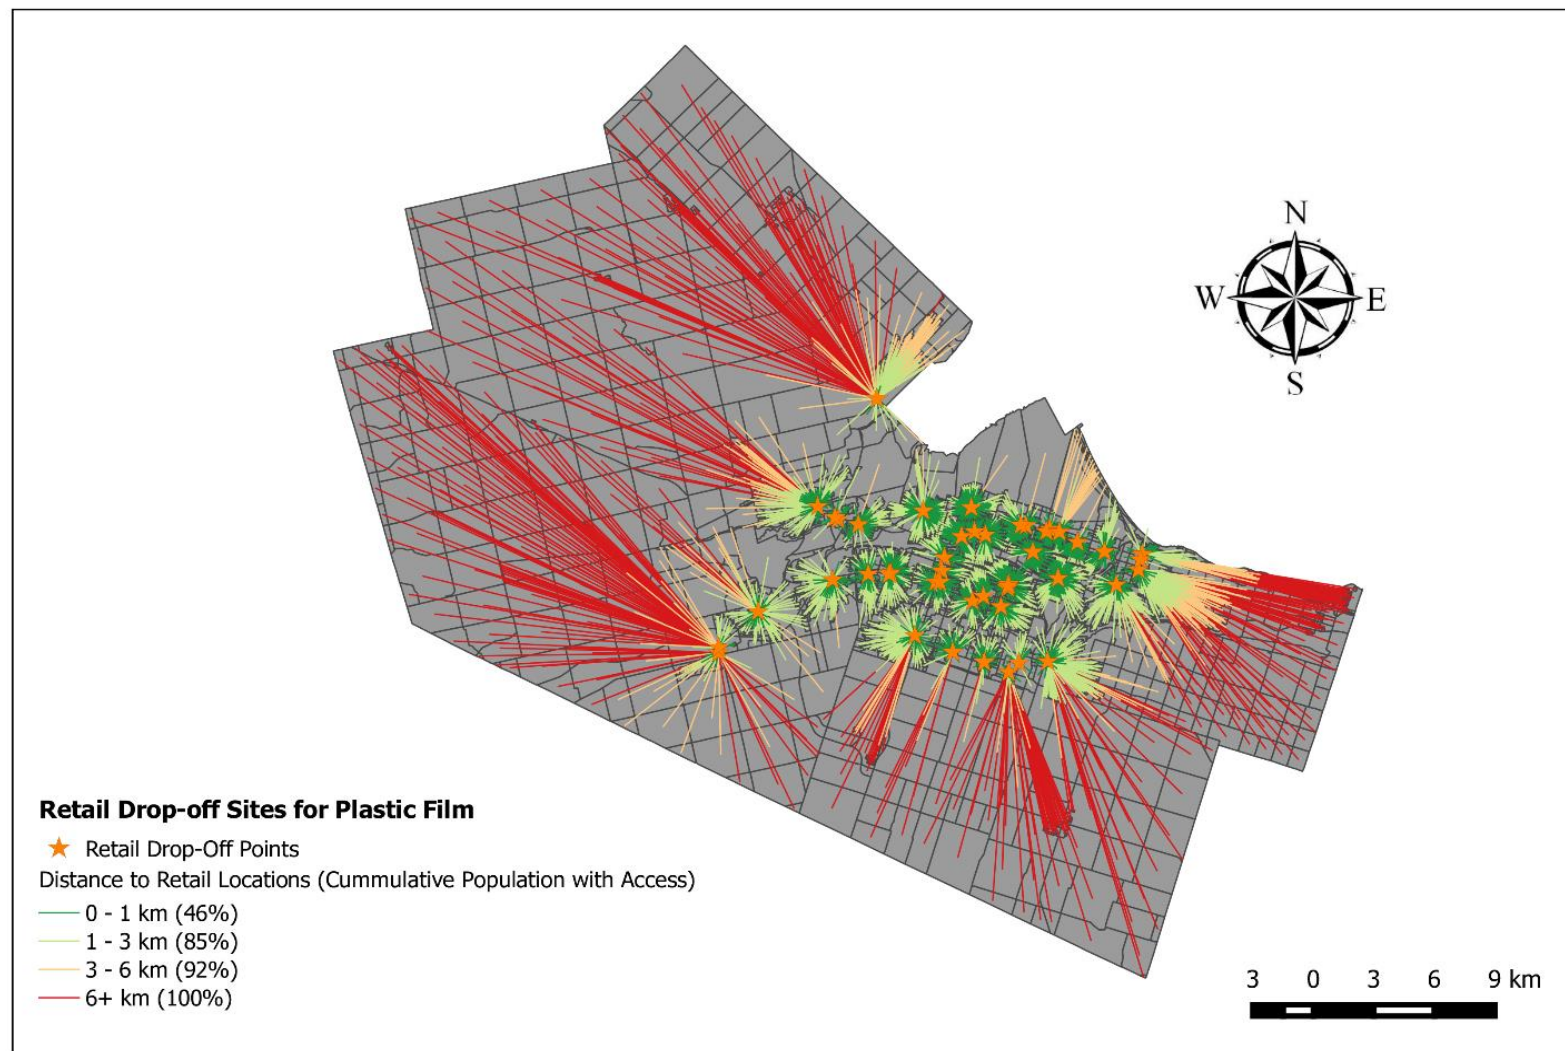 N
W
E
S
Retail Drop-off Sites for Plastic Film
Retail Drop-Off Points
Distance to Retail Locations (Cummulative Population with Access)
0 - 1 km (46%)
1 - 3 km (85%)
3 - 6 km (92%)
6+ km (100%)
3 0 3 6 9 km